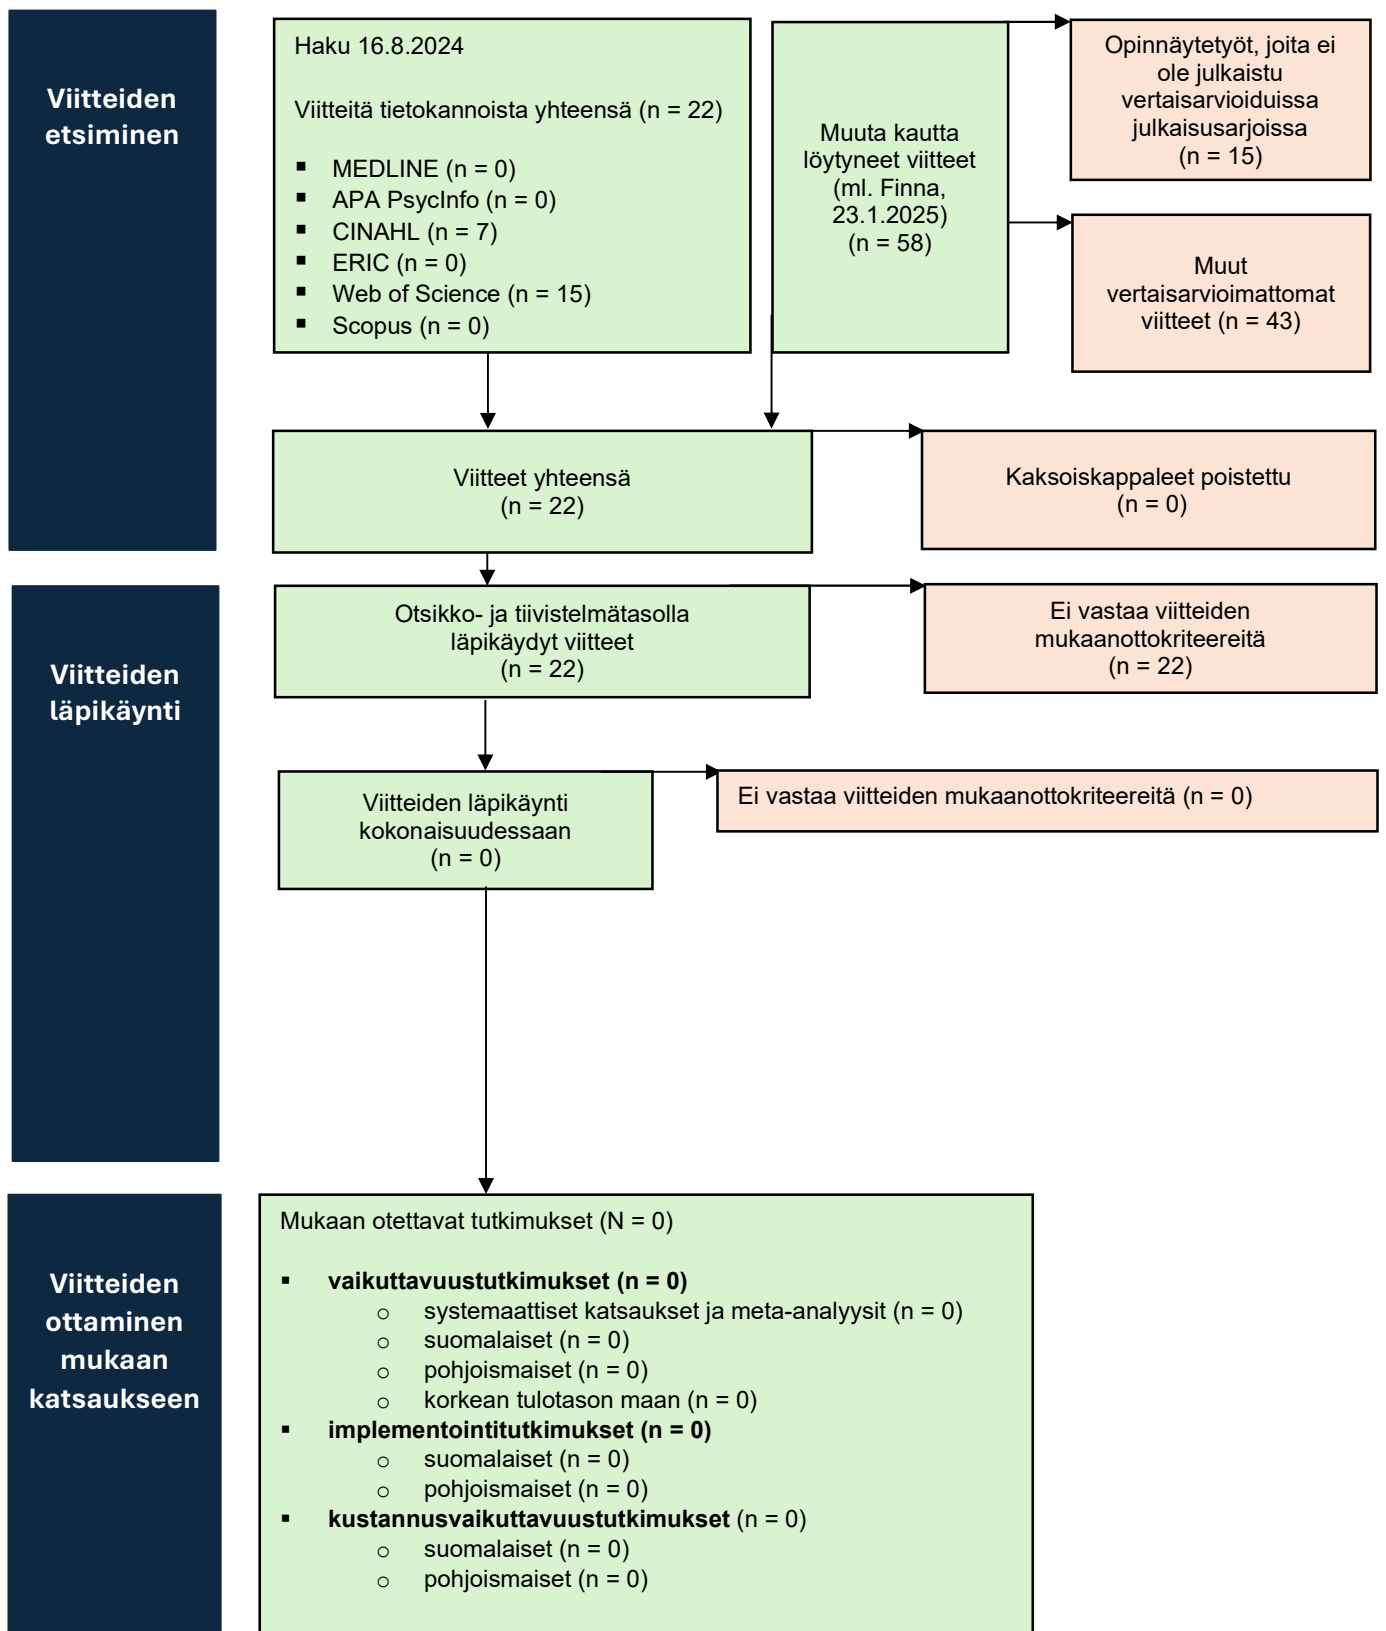 Viitteiden
etsiminen
Haku 16.8.2024
Viitteitä tietokannoista yhteensä (n = 22)
▪ MEDLINE (n = 0)
▪ APA PsycInfo (n = 0)
▪ CINAHL (n = 7)
▪ ERIC (n = 0)
▪ Web of Science (n = 15)
▪ Scopus (n = 0)
Muuta kautta
löytyneet viitteet
(ml. Finna,
23.1.2025)
(n = 58)
Opinnäytetyöt, joita ei
ole julkaistu
vertaisarvioiduissa
julkaisusarjoissa
(n = 15)
Muut
vertaisarvioimattomat
viitteet (n = 43)
Viitteet yhteensä
(n = 22)
Kaksoiskappaleet poistettu
(n = 0)
Viitteiden
läpikäynti
Otsikko- ja tiivistelmätasolla
läpikäydyt viitteet
(n = 22)
Ei vastaa viitteiden
mukaanottokriteereitä
(n = 22)
Viitteiden läpikäynti
kokonaisuudessaan
(n = 0)
Ei vastaa viitteiden mukaanottokriteereitä (n = 0)
Viitteiden
ottaminen
mukaan
katsaukseen
Mukaan otettavat tutkimukset (N = 0)
▪ vaikuttavuustutkimukset (n = 0)
o systemaattiset katsaukset ja meta-analyysit (n = 0)
o suomalaiset (n = 0)
o pohjoismaiset (n = 0)
o korkean tulotason maan (n = 0)
▪ implementointitutkimukset (n = 0)
o suomalaiset (n = 0)
o pohjoismaiset (n = 0)
▪ kustannusvaikuttavuustutkimukset (n = 0)
o suomalaiset (n = 0)
o pohjoismaiset (n = 0)